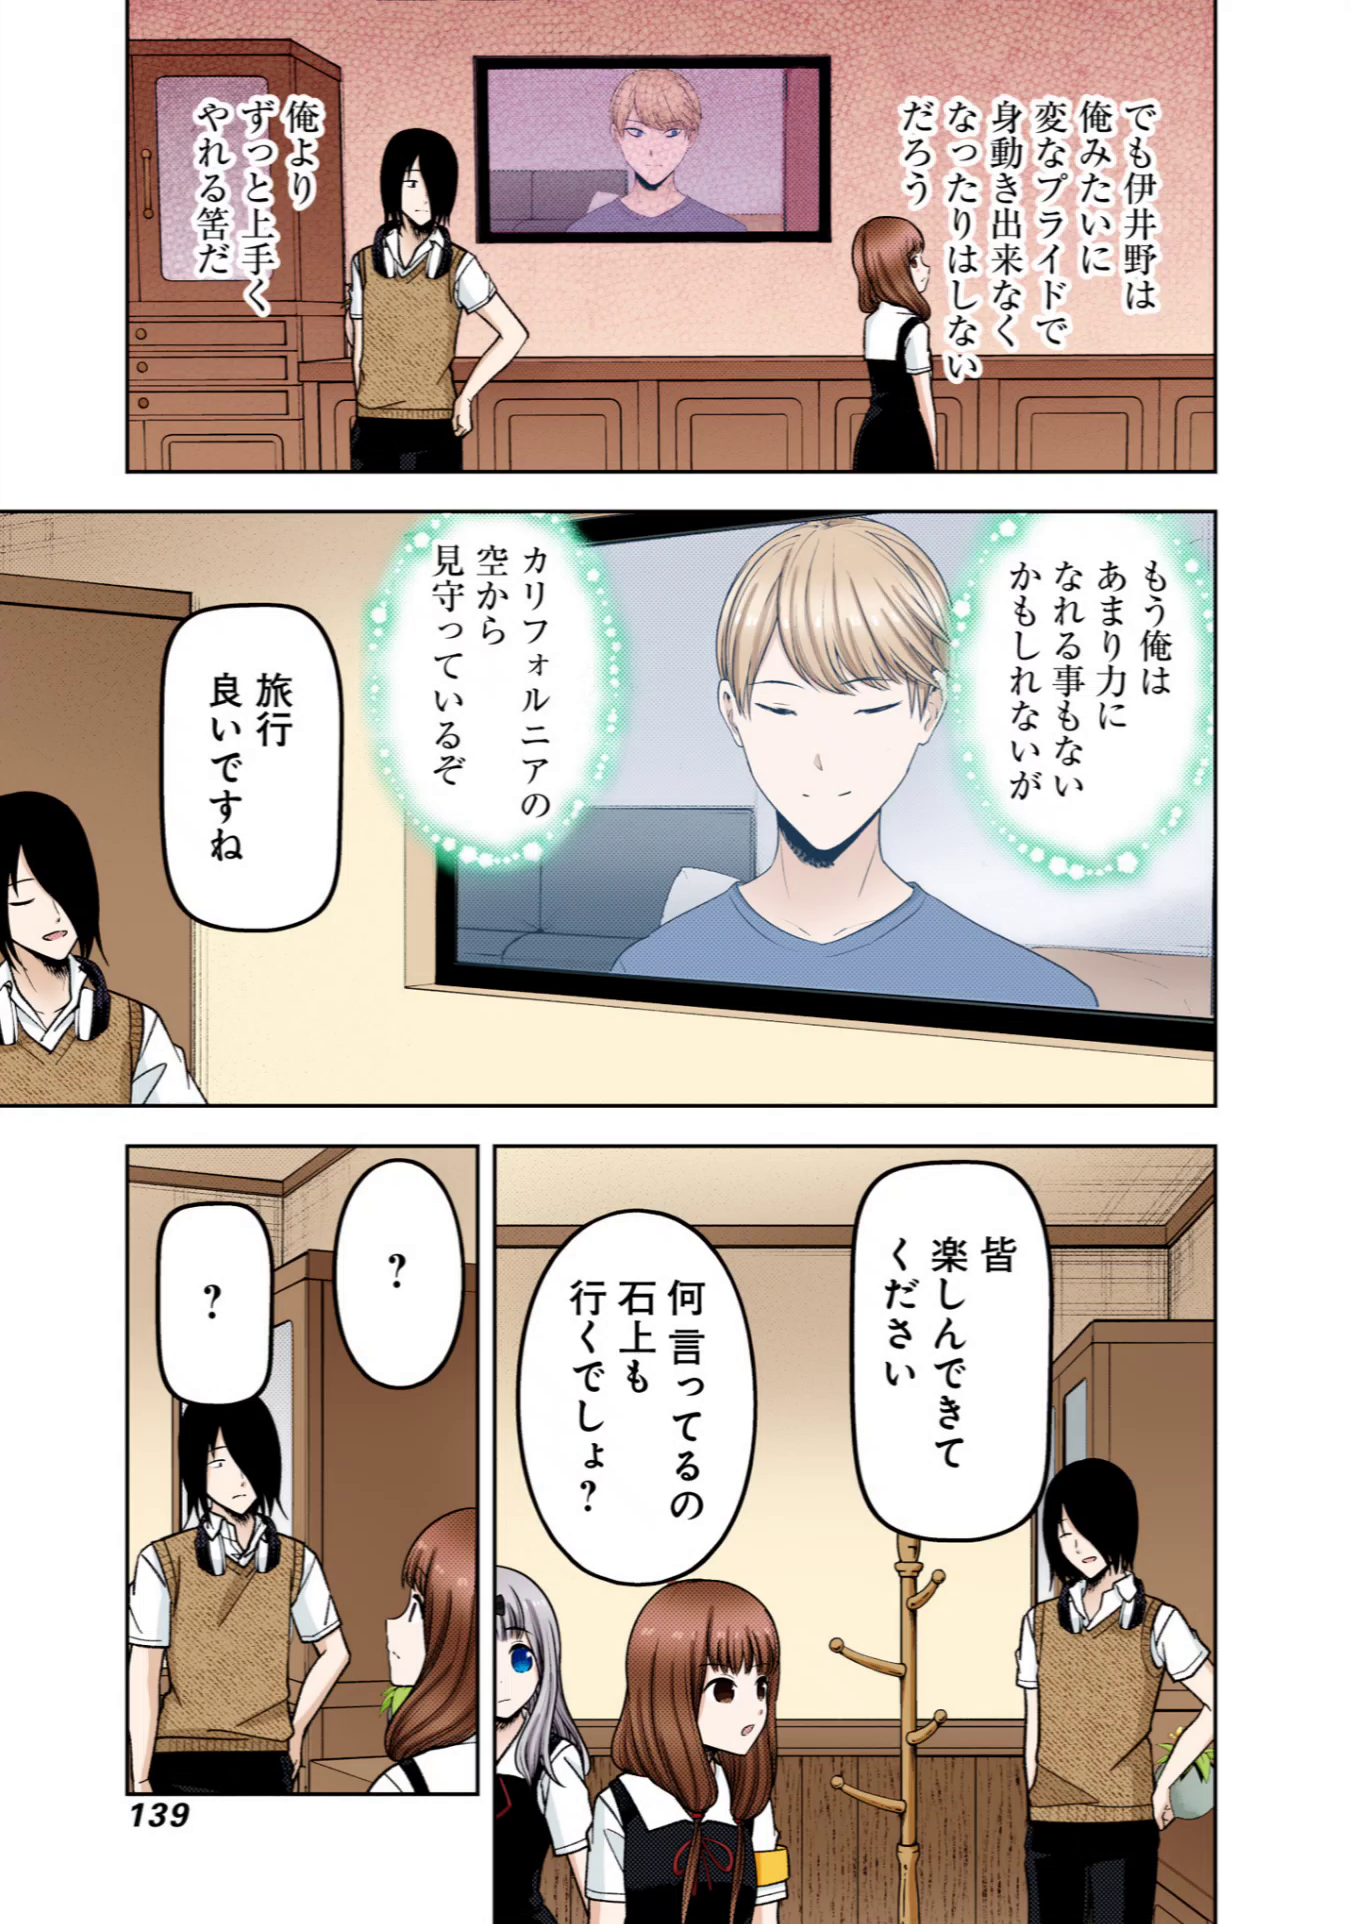 でも伊井野は
俺みたいに
変なプライドで
身動き出来なく
なったりはしない
だろう
俺より
ずっと上手く
やれる筈だ
もう俺は
あまり力に
なれる事もない
かもしれないが
カリフォルニアの
空から
見守っているぞ
旅行
良いですね
皆
楽しんできて
ください
何言ってるの
石上も
行くでしょ?
?
?
139